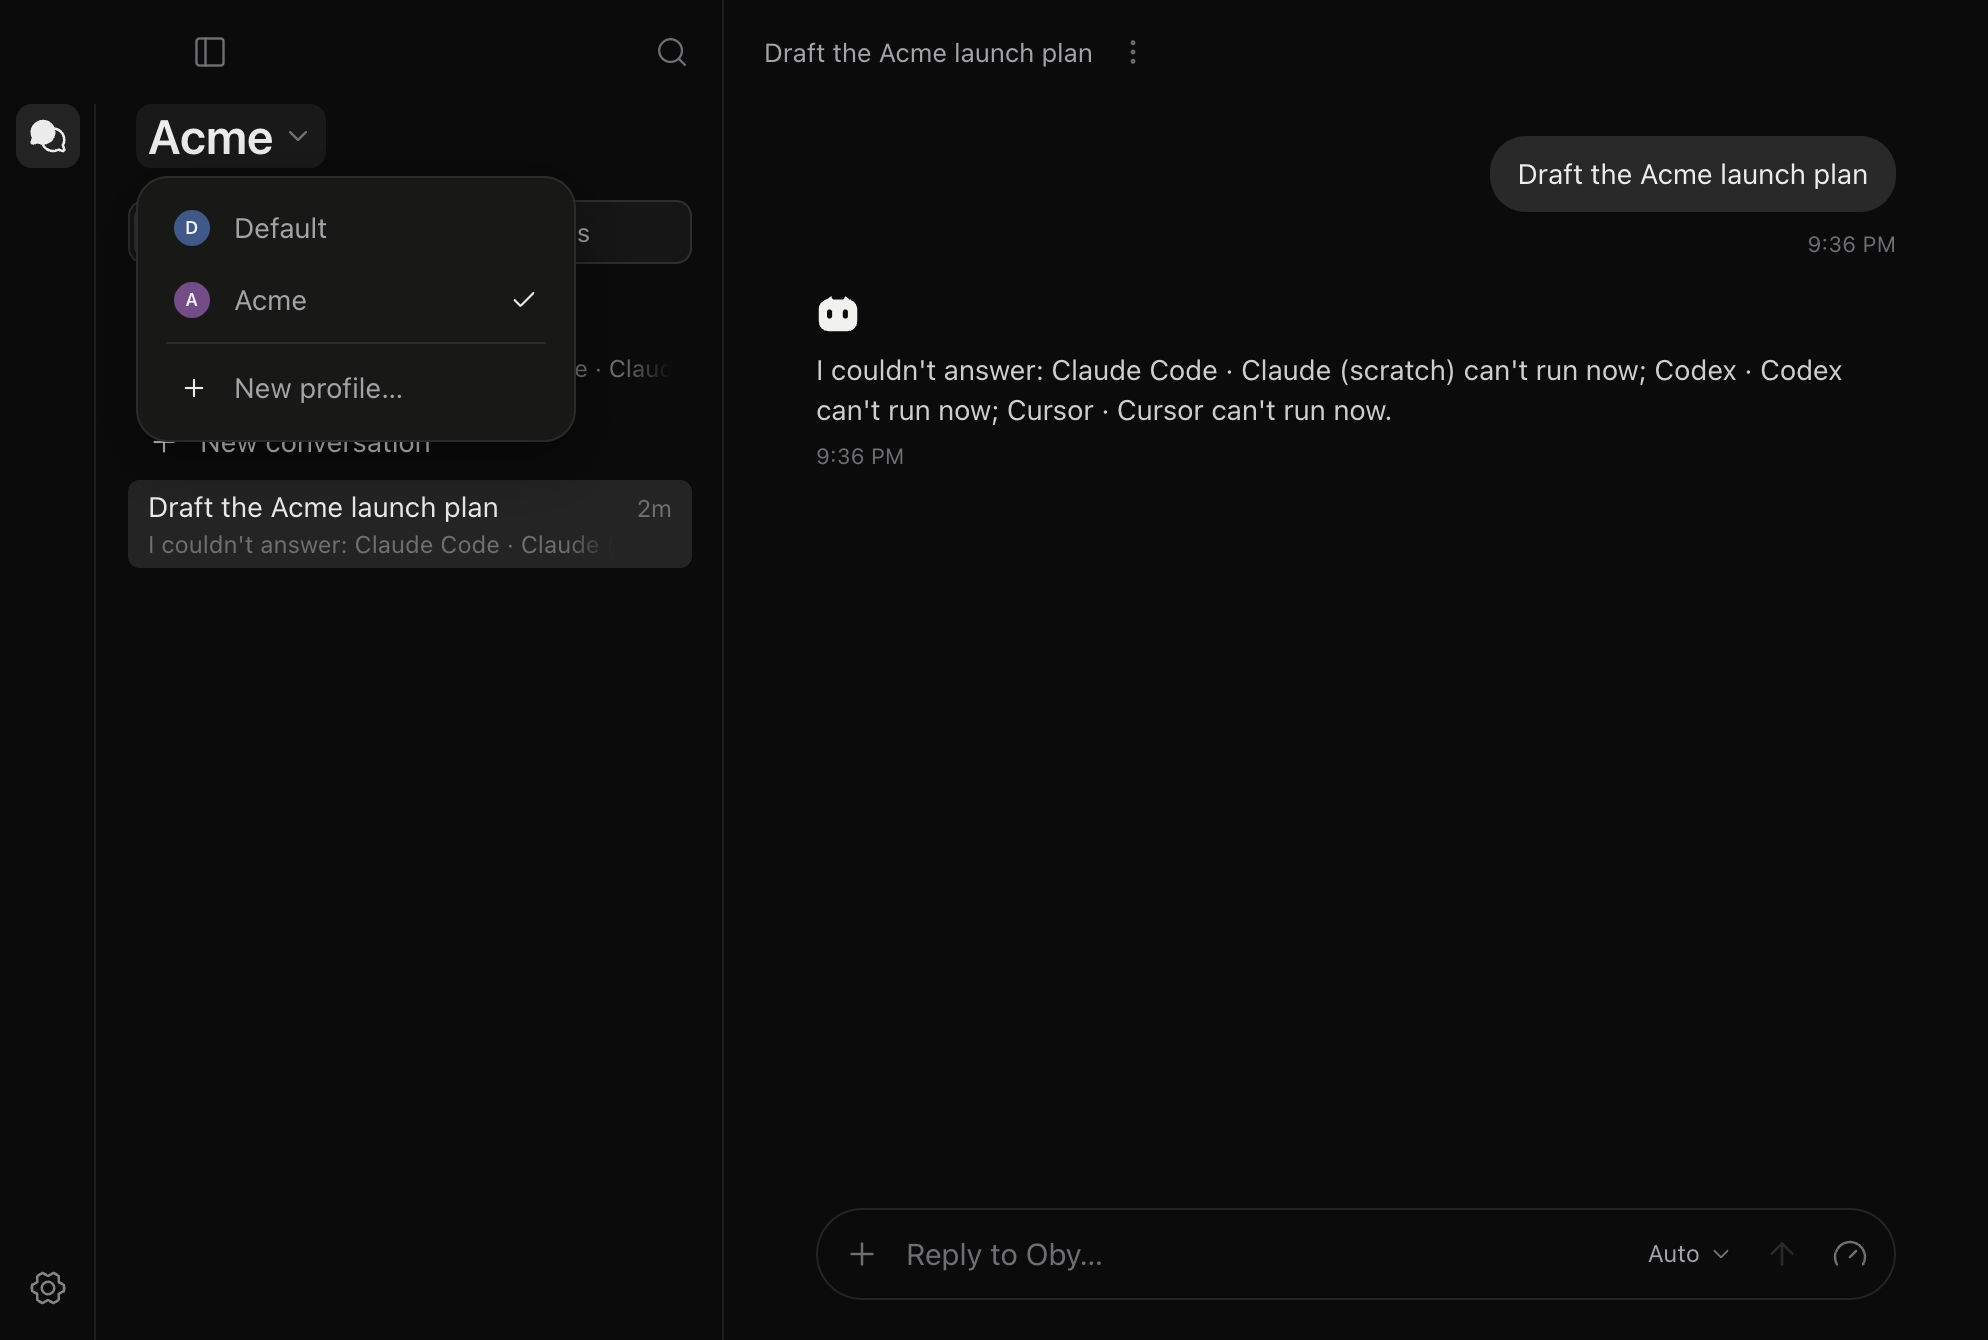 Draft the Acme launch plan
Acme
D Default
A Acme
New profile...
s
e · Clau
New conversation
Draft the Acme launch plan 2m
I couldn't answer: Claude Code · Claude
Draft the Acme launch plan
9:36 PM
I couldn't answer: Claude Code · Claude (scratch) can't run now; Codex · Codex
can't run now; Cursor · Cursor can't run now.
9:36 PM
Reply to Oby...
Auto